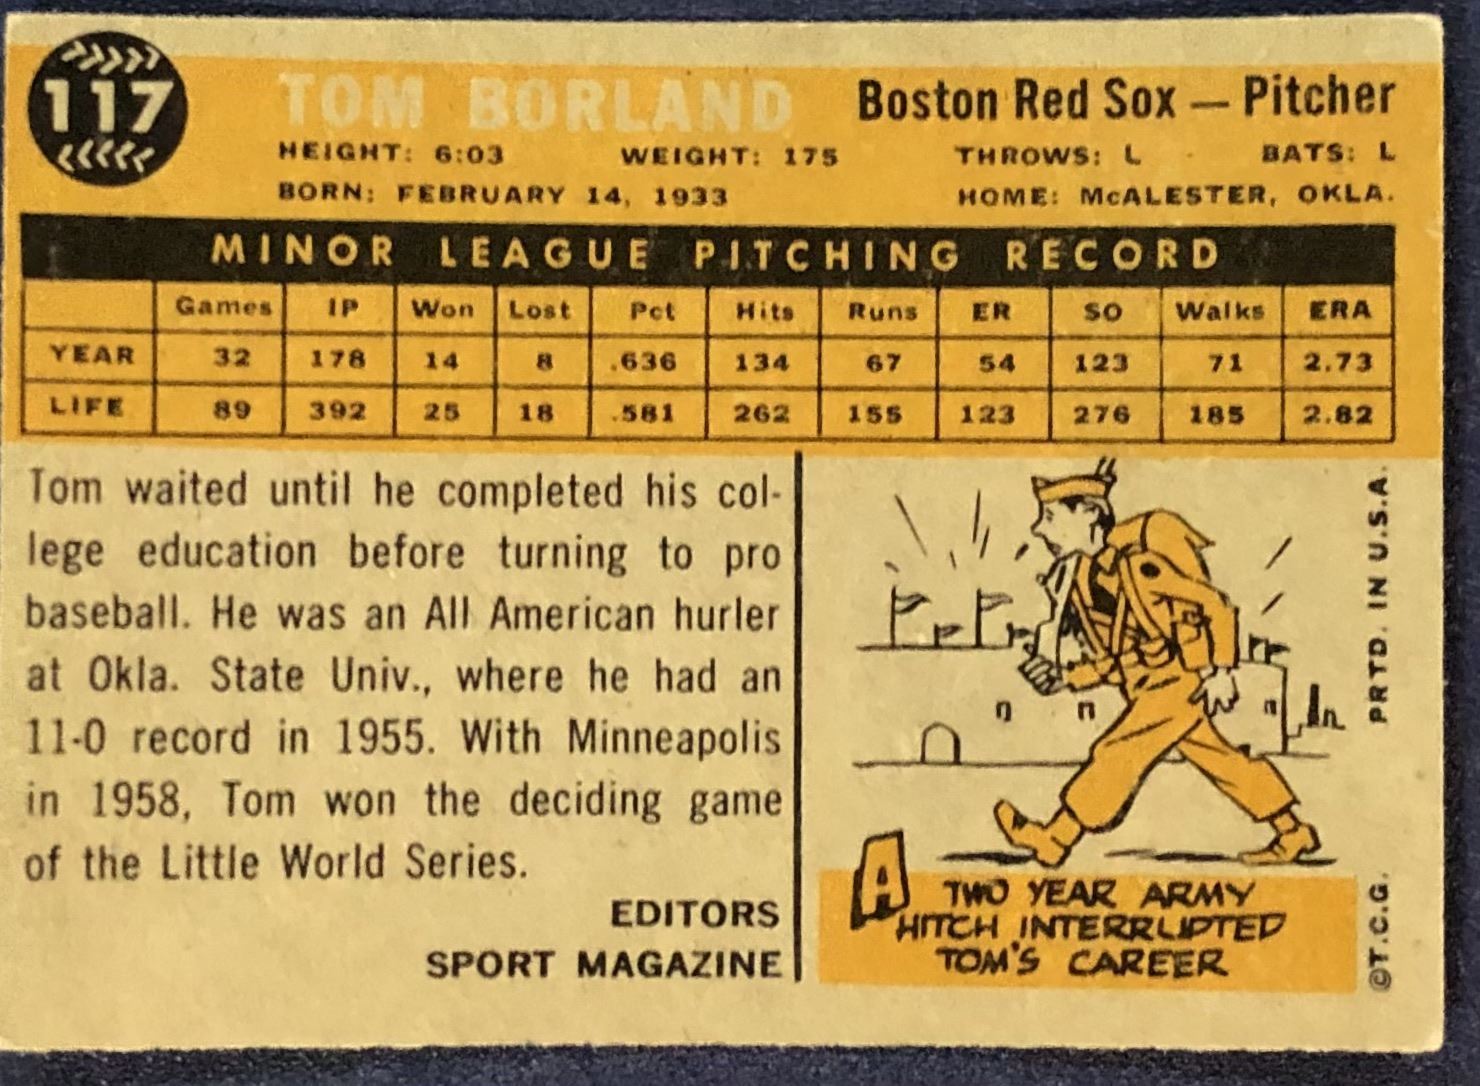 117
TOM BORLAND
Boston Red Sox — Pitcher
HEIGHT: 6:03 WEIGHT: 175 THROWS: L BATS: L
BORN: FEBRUARY 14, 1933 HOME: McALESTER, OKLA.
MINOR LEAGUE PITCHING RECORD
Games IP Won Lost Pct Hits Runs ER SO Walks ERA
YEAR 32 178 14 8 .636 134 67 54 123 71 2.73
LIFE 89 392 25 18 .581 262 155 123 276 185 2.82
Tom waited until he completed his col-
lege education before turning to pro
baseball. He was an All American hurler
at Okla. State Univ., where he had an
11-0 record in 1955. With Minneapolis
in 1958, Tom won the deciding game
of the Little World Series.
EDITORS
SPORT MAGAZINE
A TWO YEAR ARMY
HITCH INTERRUPTED
TOM'S CAREER
©T.C.G. PRTD. IN U.S.A.